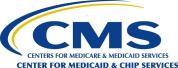 CMS
CENTERS FOR MEDICARE & MEDICAID SERVICES
CENTER FOR MEDICAID & CHIP SERVICES